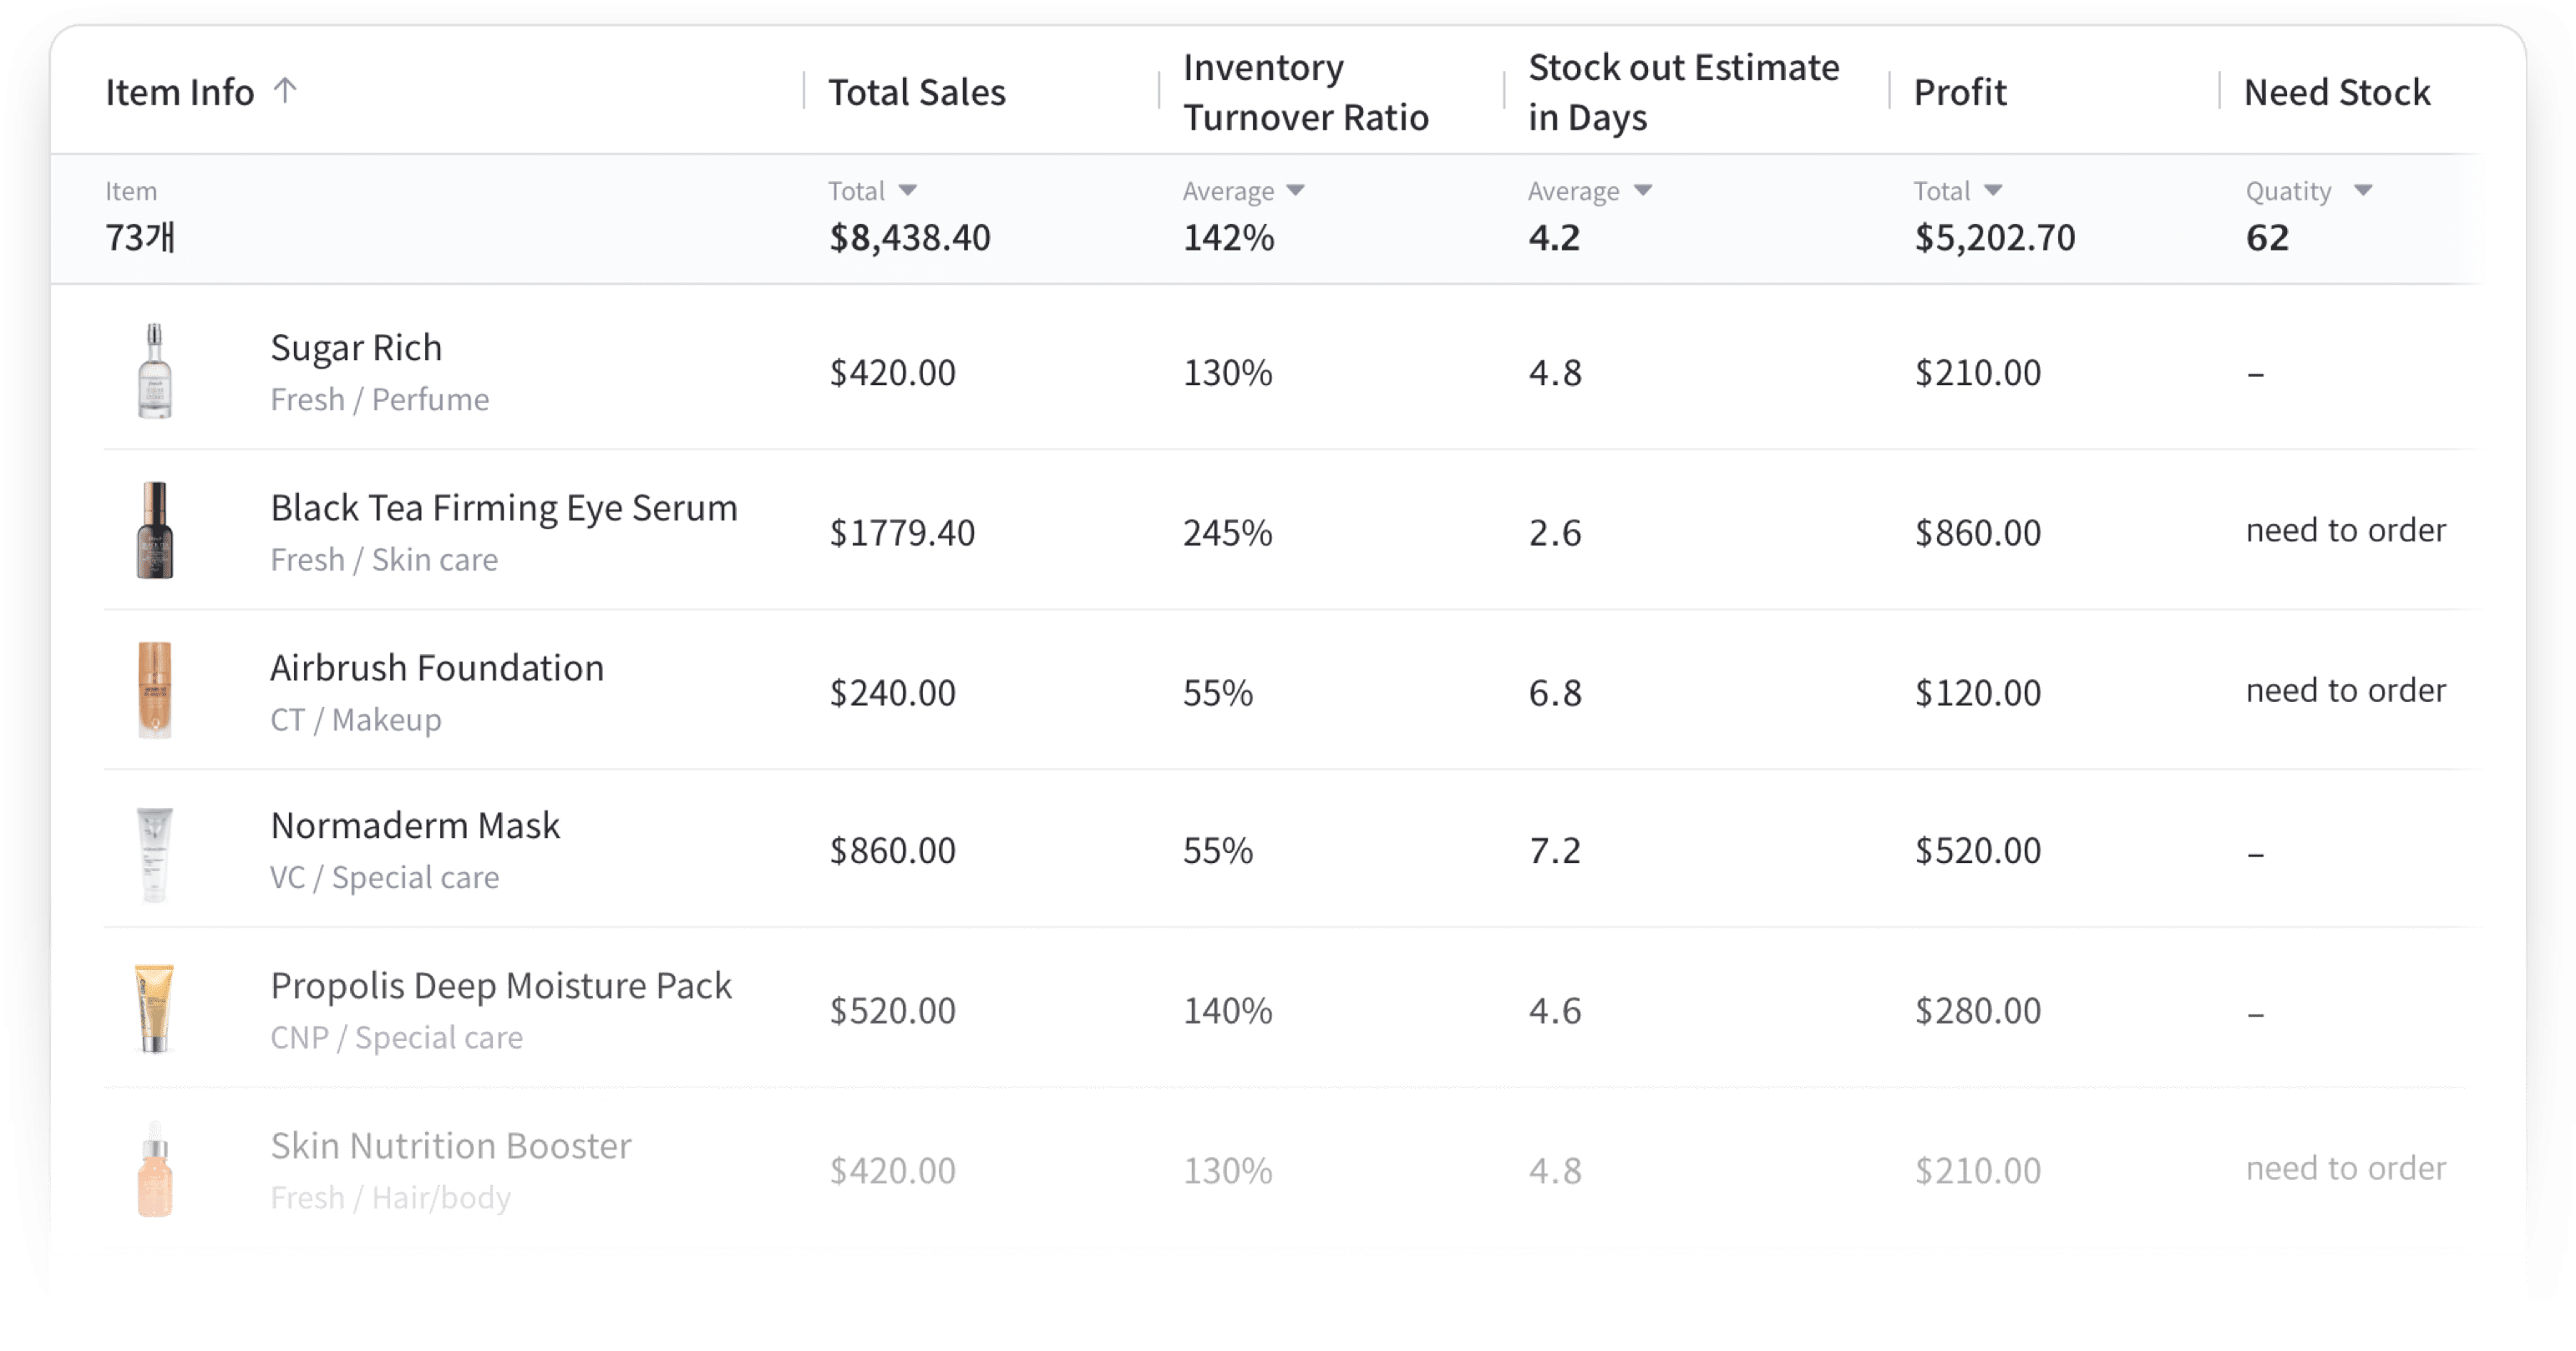 Item Info ↑
Total Sales
Inventory
Turnover Ratio
Stock out Estimate
in Days
Profit
Need Stock
Item
73개
Total
$8,438.40
Average
142%
Average
4.2
Total
$5,202.70
Quatity
62
Sugar Rich
Fresh / Perfume
$420.00
130%
4.8
$210.00
–
Black Tea Firming Eye Serum
Fresh / Skin care
$1779.40
245%
2.6
$860.00
need to order
Airbrush Foundation
CT / Makeup
$240.00
55%
6.8
$120.00
need to order
Normaderm Mask
VC / Special care
$860.00
55%
7.2
$520.00
–
Propolis Deep Moisture Pack
CNP / Special care
$520.00
140%
4.6
$280.00
–
Skin Nutrition Booster
Fresh / Hair/body
$420.00
130%
4.8
$210.00
need to order